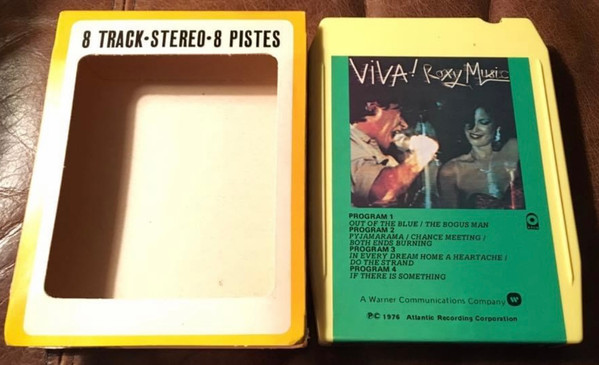 8 TRACK•STEREO•8 PISTES
ViVA! Roxy Music
PROGRAM 1
OUT OF THE BLUE / THE BOGUS MAN
PROGRAM 2
PYJAMARAMA / CHANCE MEETING /
BOTH ENDS BURNING
PROGRAM 3
IN EVERY DREAM HOME A HEARTACHE /
DO THE STRAND
PROGRAM 4
IF THERE IS SOMETHING
A Warner Communications Company
℗© 1976 Atlantic Recording Corporation